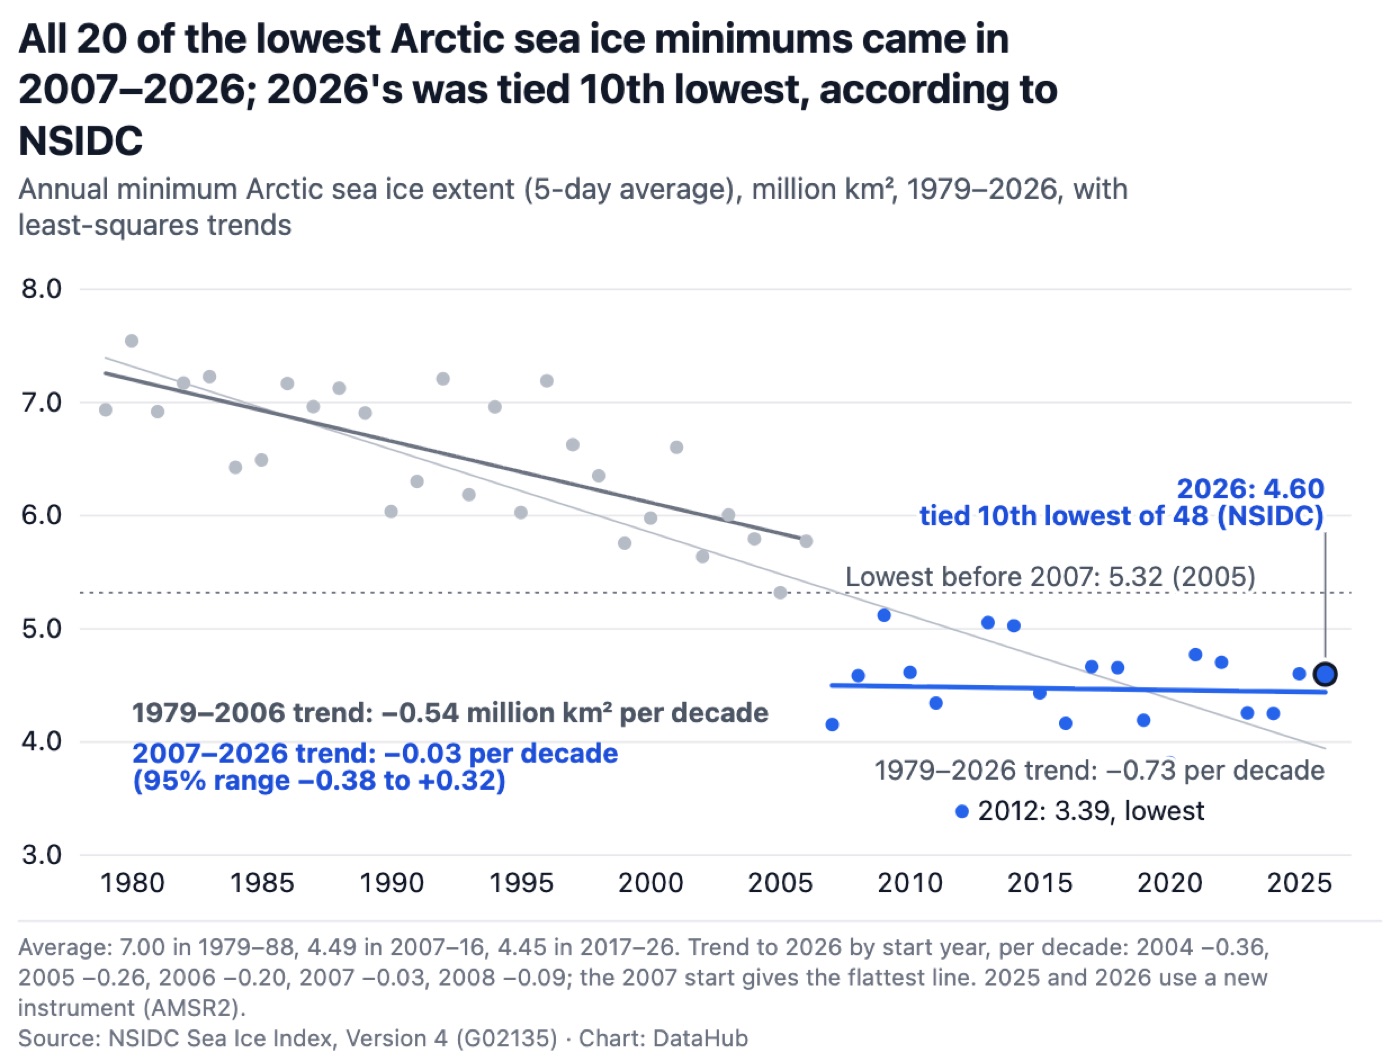 All 20 of the lowest Arctic sea ice minimums came in
2007–2026; 2026's was tied 10th lowest, according to
NSIDC
Annual minimum Arctic sea ice extent (5-day average), million km², 1979–2026, with
least-squares trends
8.0
7.0
6.0
5.0
4.0
3.0
2026: 4.60
tied 10th lowest of 48 (NSIDC)
Lowest before 2007: 5.32 (2005)
1979–2006 trend: −0.54 million km² per decade
2007–2026 trend: −0.03 per decade
(95% range −0.38 to +0.32)
1979–2026 trend: −0.73 per decade
2012: 3.39, lowest
1980 1985 1990 1995 2000 2005 2010 2015 2020 2025
Average: 7.00 in 1979–88, 4.49 in 2007–16, 4.45 in 2017–26. Trend to 2026 by start year, per decade: 2004 −0.36,
2005 −0.26, 2006 −0.20, 2007 −0.03, 2008 −0.09; the 2007 start gives the flattest line. 2025 and 2026 use a new
instrument (AMSR2).
Source: NSIDC Sea Ice Index, Version 4 (G02135) · Chart: DataHub